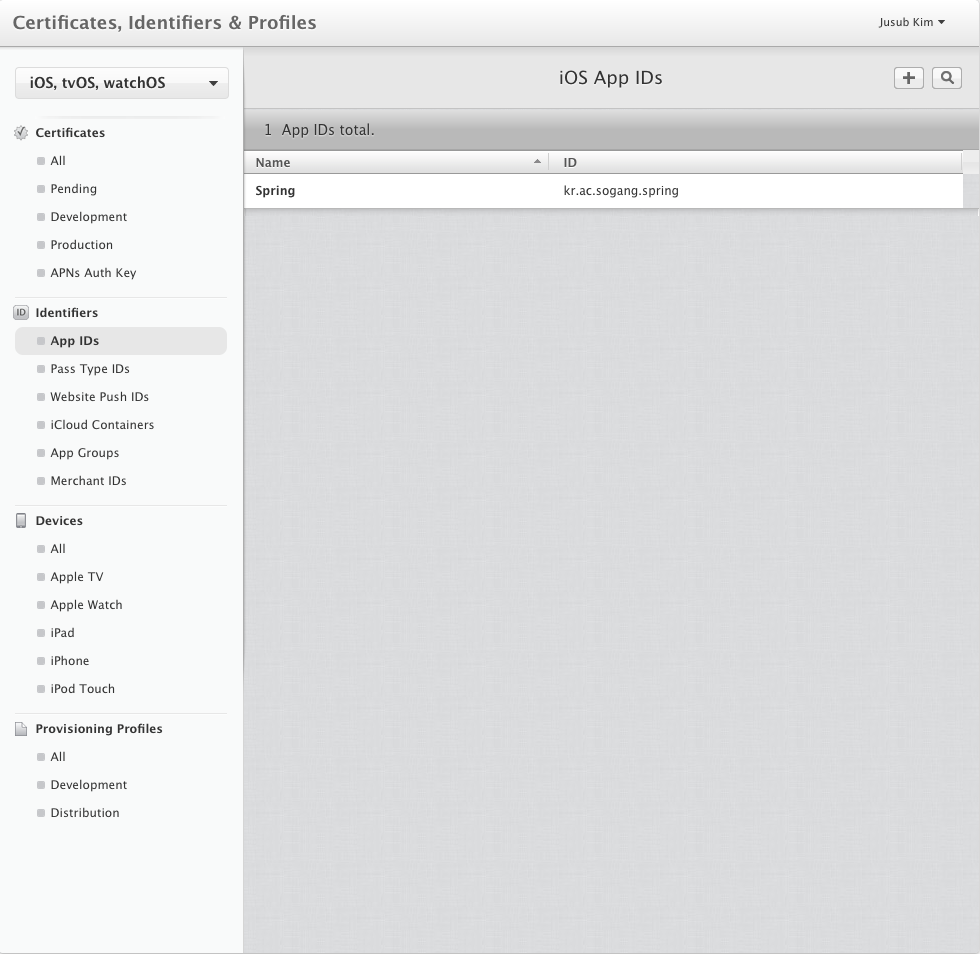 Certificates, Identifiers & Profiles
Jusub Kim
iOS, tvOS, watchOS
Certificates
All
Pending
Development
Production
APNs Auth Key
ID Identifiers
App IDs
Pass Type IDs
Website Push IDs
iCloud Containers
App Groups
Merchant IDs
Devices
All
Apple TV
Apple Watch
iPad
iPhone
iPod Touch
Provisioning Profiles
All
Development
Distribution
iOS App IDs
1 App IDs total.
Name ID
Spring kr.ac.sogang.spring